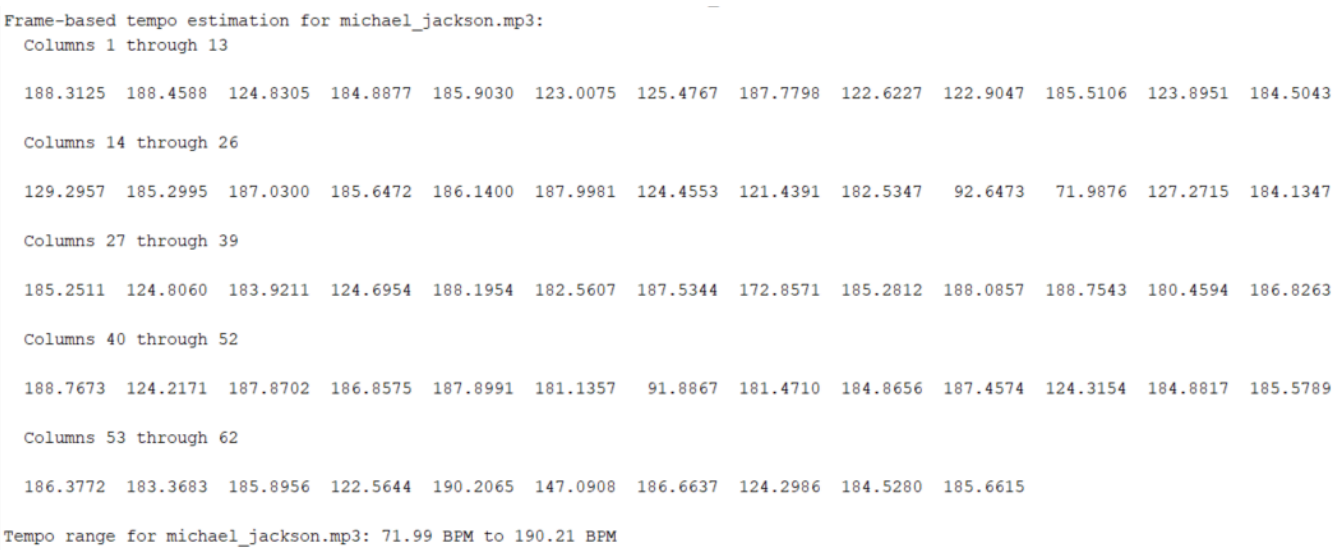 Frame-based tempo estimation for michael_jackson.mp3:
Columns 1 through 13
188.3125 188.4588 124.8305 184.8877 185.9030 123.0075 125.4767 187.7798 122.6227 122.9047 185.5106 123.8951 184.5043
Columns 14 through 26
129.2957 185.2995 187.0300 185.6472 186.1400 187.9981 124.4553 121.4391 182.5347 92.6473 71.9876 127.2715 184.1347
Columns 27 through 39
185.2511 124.8060 183.9211 124.6954 188.1954 182.5607 187.5344 172.8571 185.2812 188.0857 188.7543 180.4594 186.8263
Columns 40 through 52
188.7673 124.2171 187.8702 186.8575 187.8991 181.1357 91.8867 181.4710 184.8656 187.4574 124.3154 184.8817 185.5789
Columns 53 through 62
186.3772 183.3683 185.8956 122.5644 190.2065 147.0908 186.6637 124.2986 184.5280 185.6615
Tempo range for michael_jackson.mp3: 71.99 BPM to 190.21 BPM